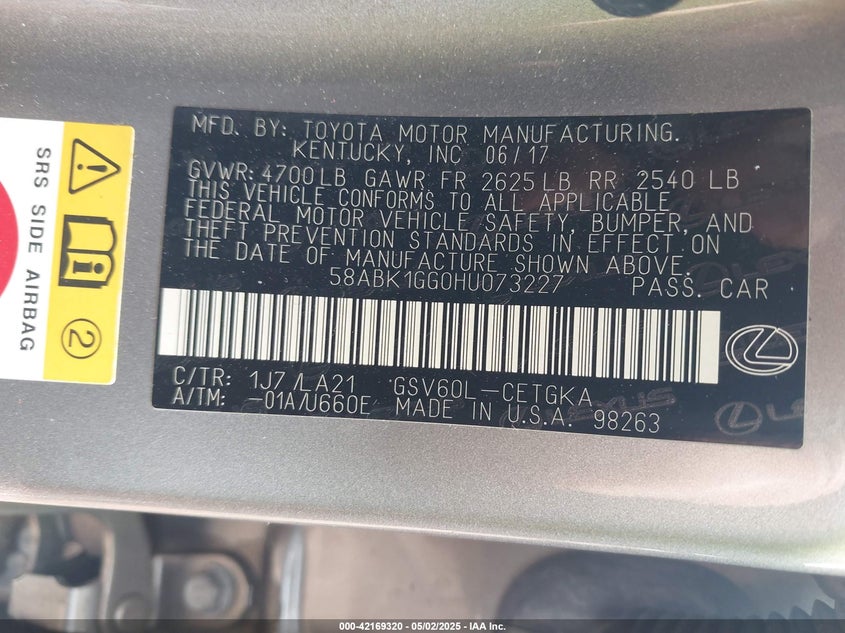 MFD. BY: TOYOTA MOTOR MANUFACTURING.
KENTUCKY, INC 06/17
GVWR: 4700LB GAWR FR 2625LB RR 2540 LB
THIS VEHICLE CONFORMS TO ALL APPLICABLE
FEDERAL MOTOR VEHICLE SAFETY, BUMPER, AND
THEFT PREVENTION STANDARDS IN EFFECT ON
THE DATE OF MANUFACTURE SHOWN ABOVE.
58ABK1GG0HU073227 PASS. CAR
C/TR: 1J7/LA21 GSV60L-CETGKA
A/TM: -01A/U660E MADE IN U.S.A. 98263
LEXUS
SRS SIDE AIRBAG
2
000-42169320 - 05/02/2025 - IAA Inc.